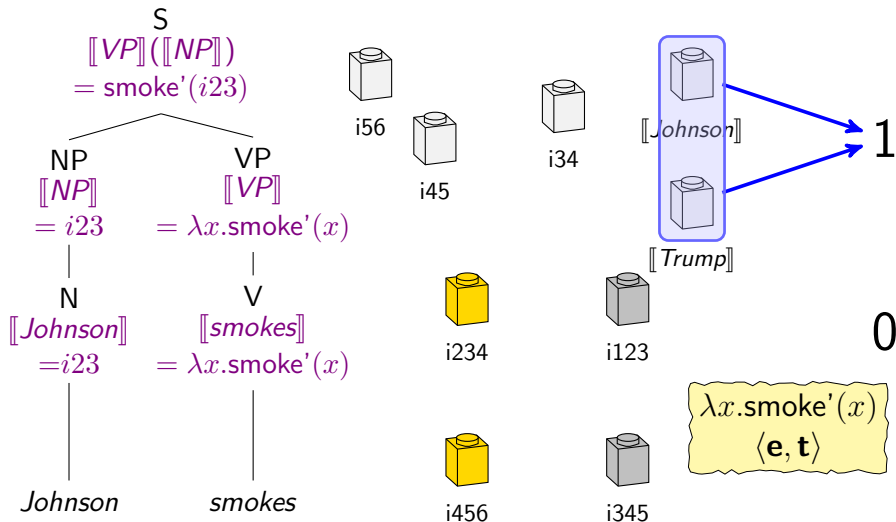 S
⟦VP⟧(⟦NP⟧)
= smoke’(i23)
NP
⟦NP⟧
= i23
VP
⟦VP⟧
= λx.smoke’(x)
N
⟦Johnson⟧
=i23
V
⟦smokes⟧
= λx.smoke’(x)
Johnson
smokes
i56
i45
i34
⟦Johnson⟧
⟦Trump⟧
1
i234
i123
0
λx.smoke’(x)
⟨e, t⟩
i456
i345